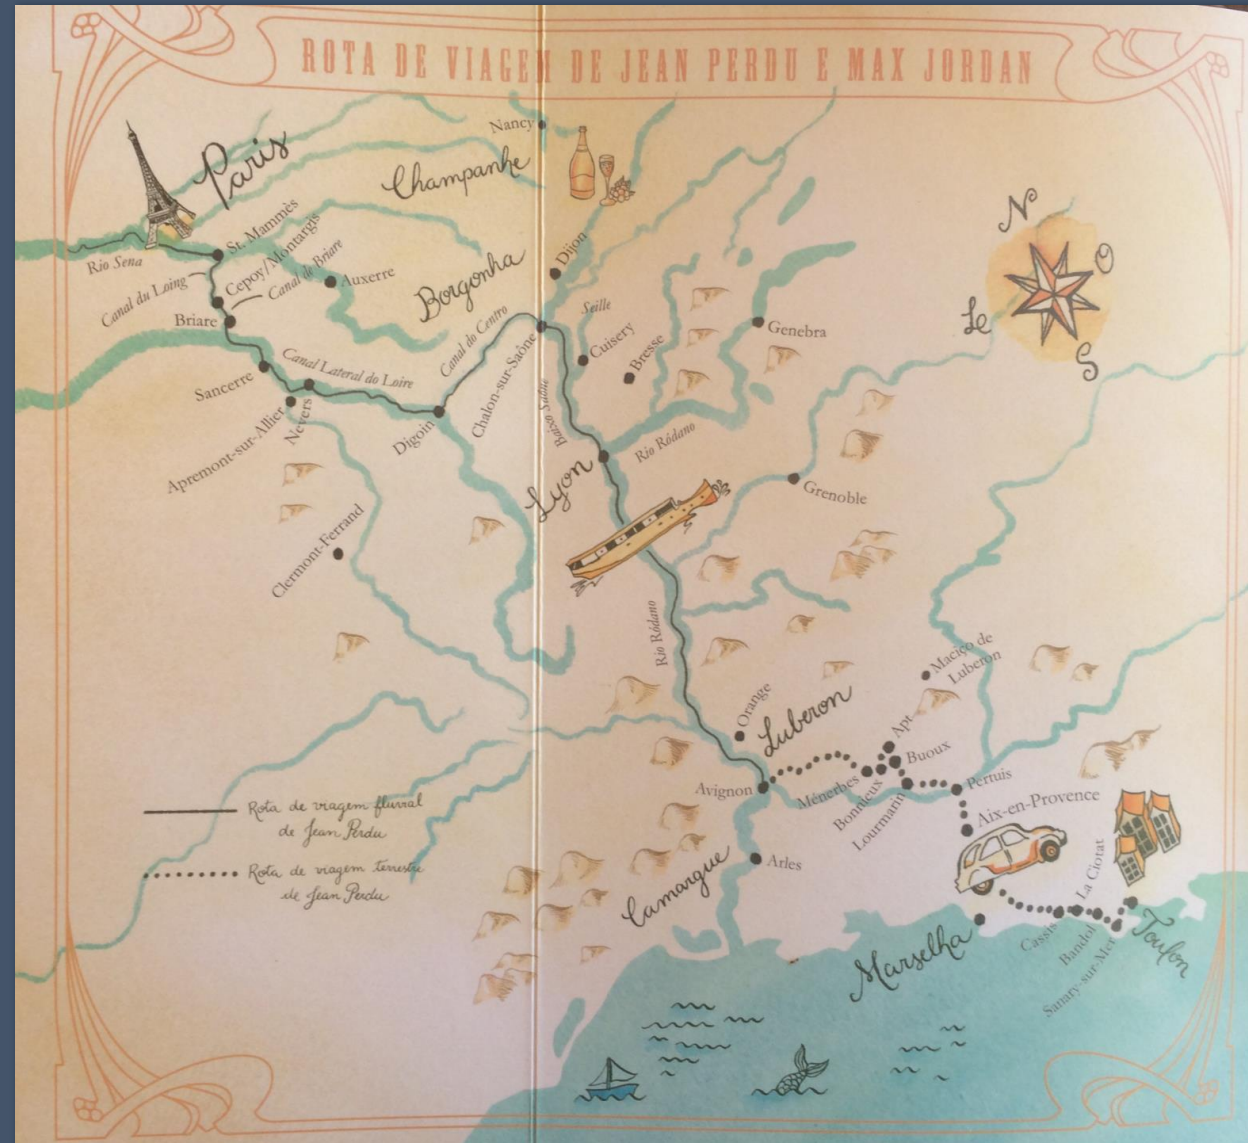 ROTA DE VIAGEM DE JEAN PERDU E MAX JORDAN
Nancy
Paris
Champanhe
N
O
Le
S
St. Mammès
Rio Sena
Cepoy/Montargis
Canal de Briare
Canal du Loing
Auxerre
Borgonha
Dijon
Briare
Seille
Canal do Centro
Chalon-sur-Saône
Cuisery
Bresse
Genebra
Sancerre
Canal Lateral do Loire
Baixo Saône
Apremont-sur-Allier
Nevers
Digoin
Rio Ródano
Lyon
Grenoble
Clermont-Ferrand
Rio Ródano
Maciço de
Luberon
Orange
Luberon
Apt
Buoux
Avignon
Ménerbes
Bonnieux
Lourmarin
Pertuis
Rota de viagem fluvral
de Jean Perdu
Aix-en-Provence
Rota de viagem terrestre
de Jean Perdu
Arles
Camargue
La Ciotat
Marselha
Cassis
Bandol
Sanary-sur-Mer
Toulon